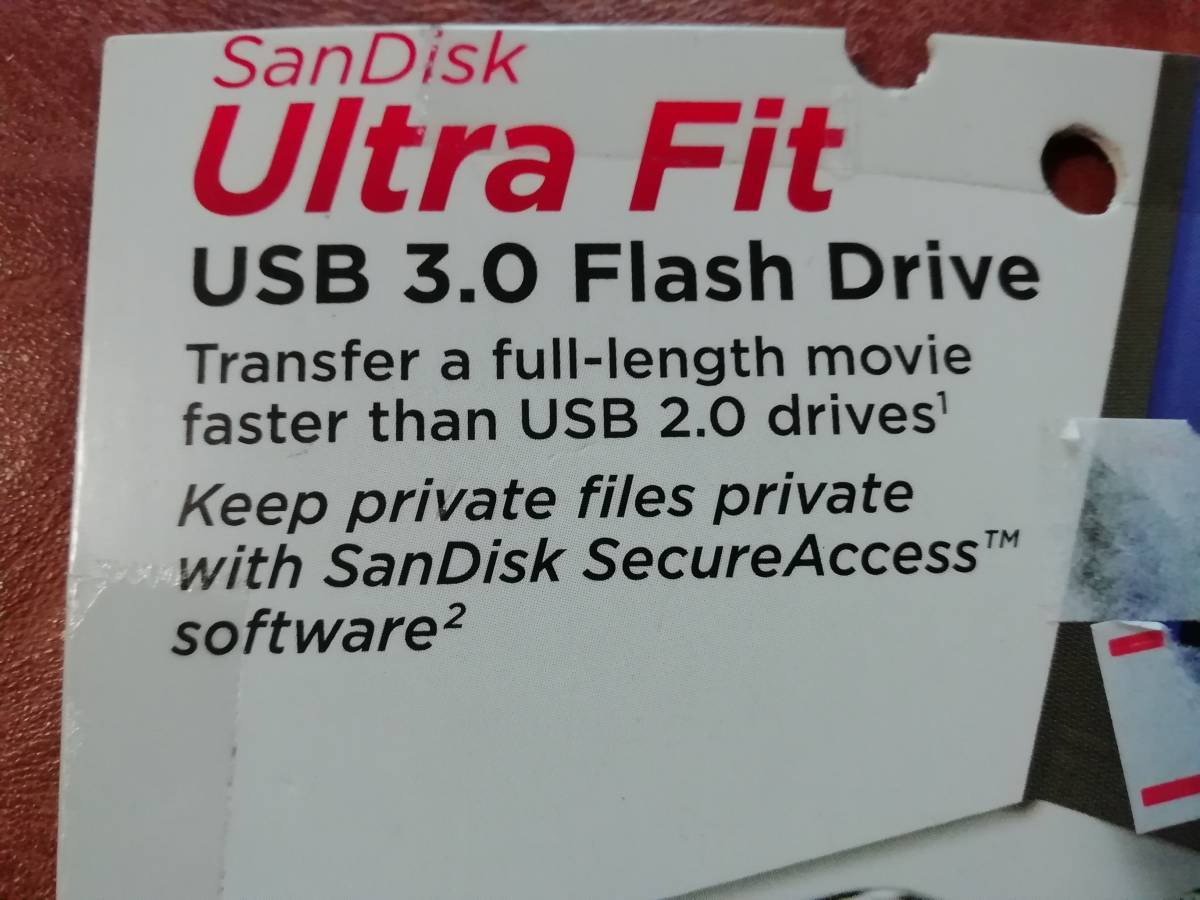 SanDisk
Ultra Fit
USB 3.0 Flash Drive
Transfer a full-length movie
faster than USB 2.0 drives¹
Keep private files private
with SanDisk SecureAccess™
software²